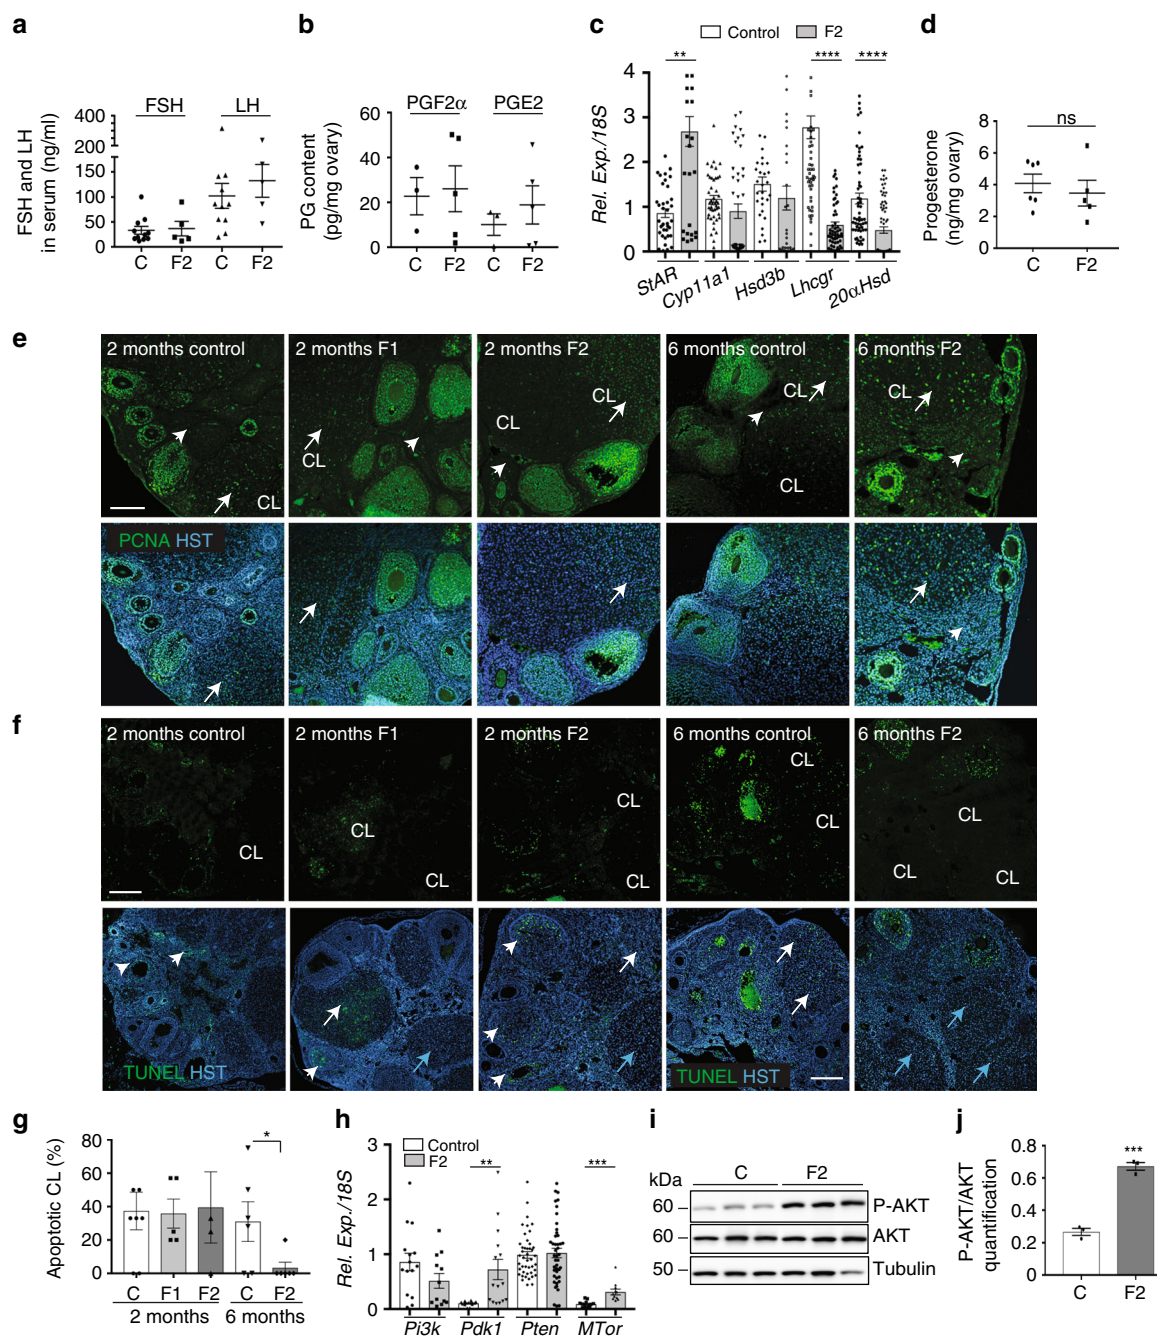 a
FSH and LH
in serum (ng/ml)
400
200
150
100
50
0
FSH
LH
C
F2
C
F2
b
PG content
(pg/mg ovary)
60
40
20
0
PGF2α
PGE2
C
F2
C
F2
c
Control
F2
Rel. Exp./18S
4
3
2
1
0
**
****
****
StAR
Cyp11a1
Hsd3b
Lhcgr
20αHsd
d
Progesterone
(ng/mg ovary)
8
6
4
2
0
ns
C
F2
e
2 months control
CL
2 months F1
CL
2 months F2
CL
CL
6 months control
CL
CL
6 months F2
CL
PCNA HST
f
2 months control
CL
2 months F1
CL
CL
2 months F2
CL
CL
6 months control
CL
CL
6 months F2
CL
CL
CL
TUNEL HST
TUNEL HST
g
Apoptotic CL (%)
80
60
40
20
0
*
C
F1
F2
C
F2
2 months
6 months
h
Rel. Exp./18S
3
2
1
0
Control
F2
**
***
Pi3k
Pdk1
Pten
MTor
i
kDa
C
F2
60
P-AKT
60
AKT
50
Tubulin
j
P-AKT/AKT
quantification
0.8
0.6
0.4
0.2
0
***
C
F2